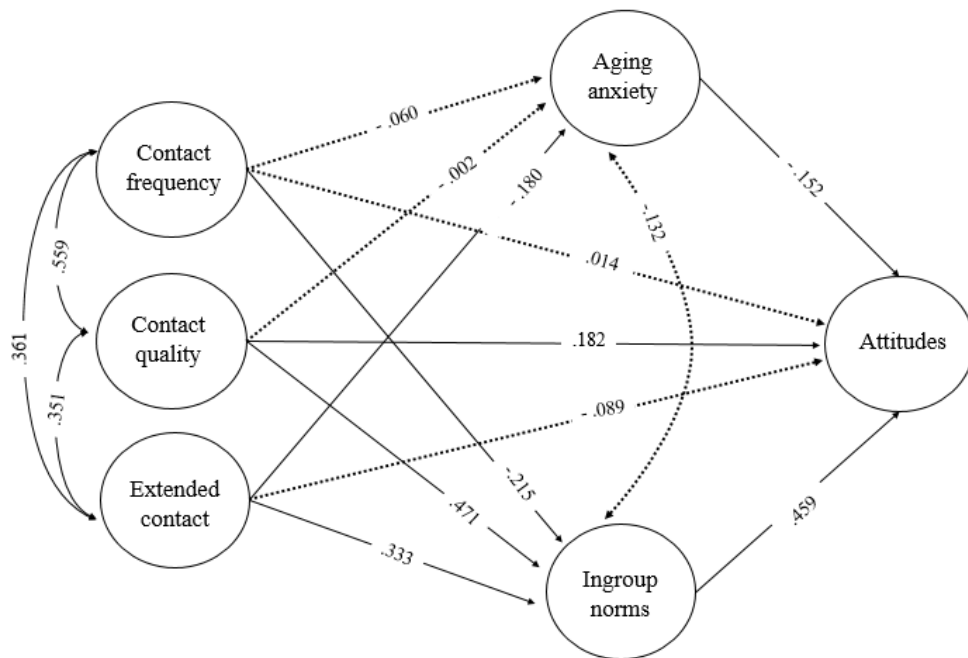 Aging
anxiety
Contact
frequency
- .060
- .002
- .180
-.152
-.132
.559
.014
.361
Contact
quality
.182
Attitudes
.351
- .089
Extended
contact
-.215
.471
.459
.333
Ingroup
norms